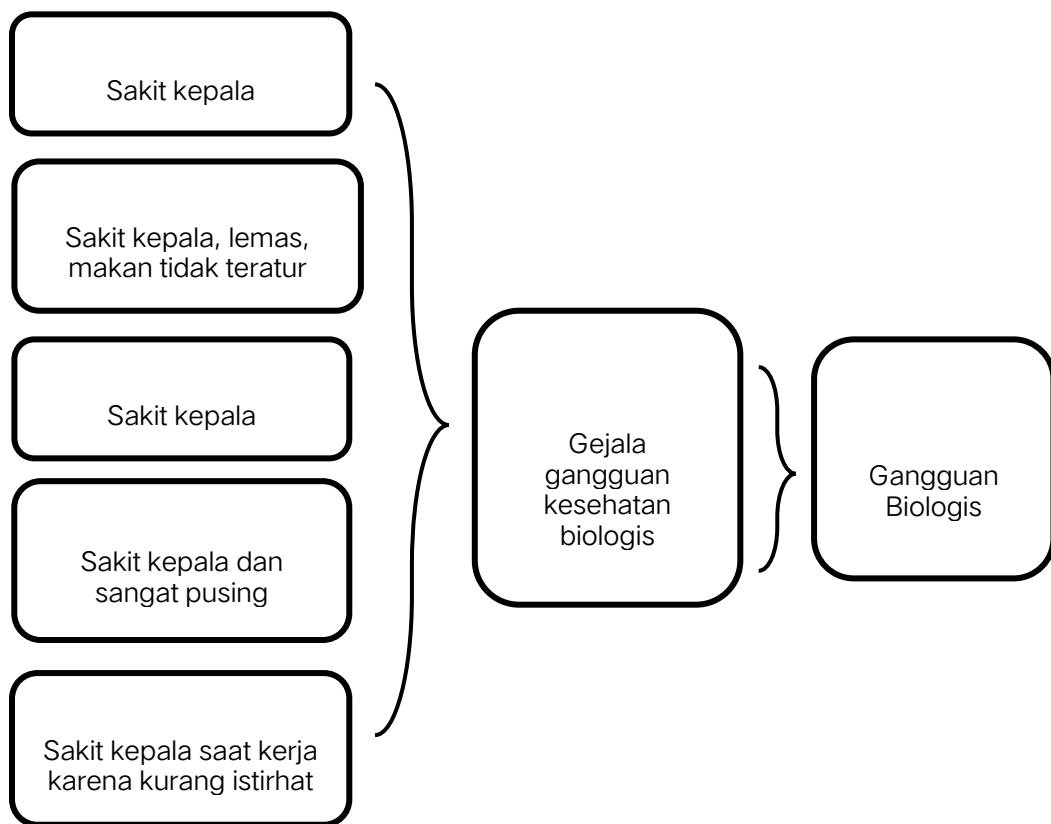 Sakit kepala
Sakit kepala, lemas,
makan tidak teratur
Sakit kepala
Sakit kepala dan
sangat pusing
Sakit kepala saat kerja
karena kurang istirhat
Gejala
gangguan
kesehatan
biologis
Gangguan
Biologis